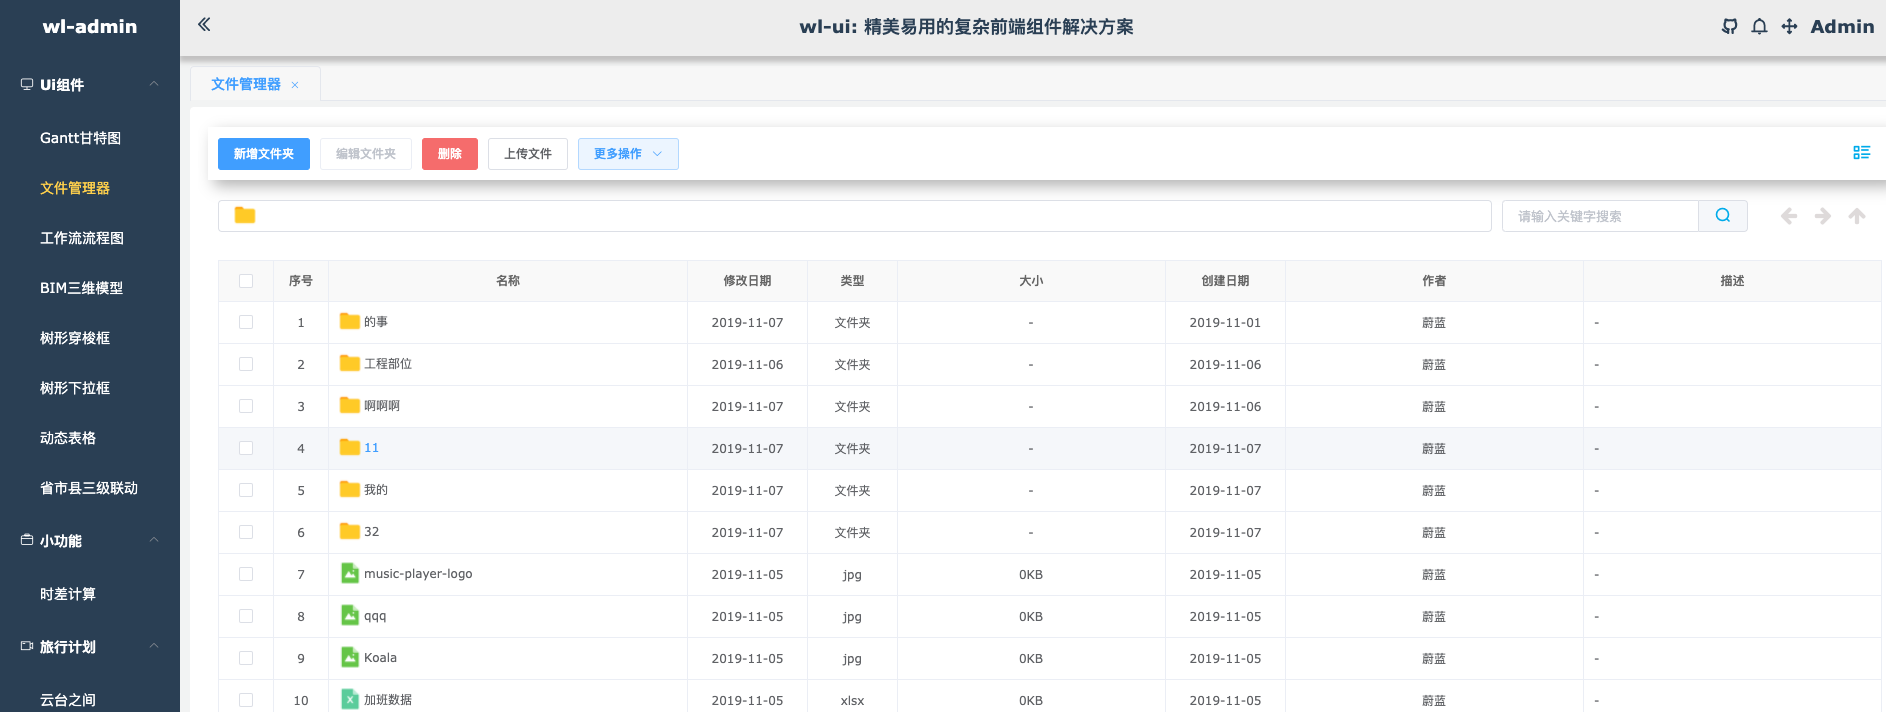 wl-admin
wl-ui: 精美易用的复杂前端组件解决方案
Admin
Ui组件
Gantt甘特图
文件管理器
工作流流程图
BIM三维模型
树形穿梭框
树形下拉框
动态表格
省市县三级联动
小功能
时差计算
旅行计划
云台之间
文件管理器
新增文件夹 编辑文件夹 删除 上传文件 更多操作
请输入关键字搜索
序号 名称 修改日期 类型 大小 创建日期 作者 描述
1 的事 2019-11-07 文件夹 - 2019-11-01 蔚蓝 -
2 工程部位 2019-11-06 文件夹 - 2019-11-06 蔚蓝 -
3 啊啊啊 2019-11-07 文件夹 - 2019-11-06 蔚蓝 -
4 11 2019-11-07 文件夹 - 2019-11-07 蔚蓝 -
5 我的 2019-11-07 文件夹 - 2019-11-07 蔚蓝 -
6 32 2019-11-07 文件夹 - 2019-11-07 蔚蓝 -
7 music-player-logo 2019-11-05 jpg 0KB 2019-11-05 蔚蓝 -
8 qqq 2019-11-05 jpg 0KB 2019-11-05 蔚蓝 -
9 Koala 2019-11-05 jpg 0KB 2019-11-05 蔚蓝 -
10 加班数据 2019-11-05 xlsx 0KB 2019-11-05 蔚蓝 -